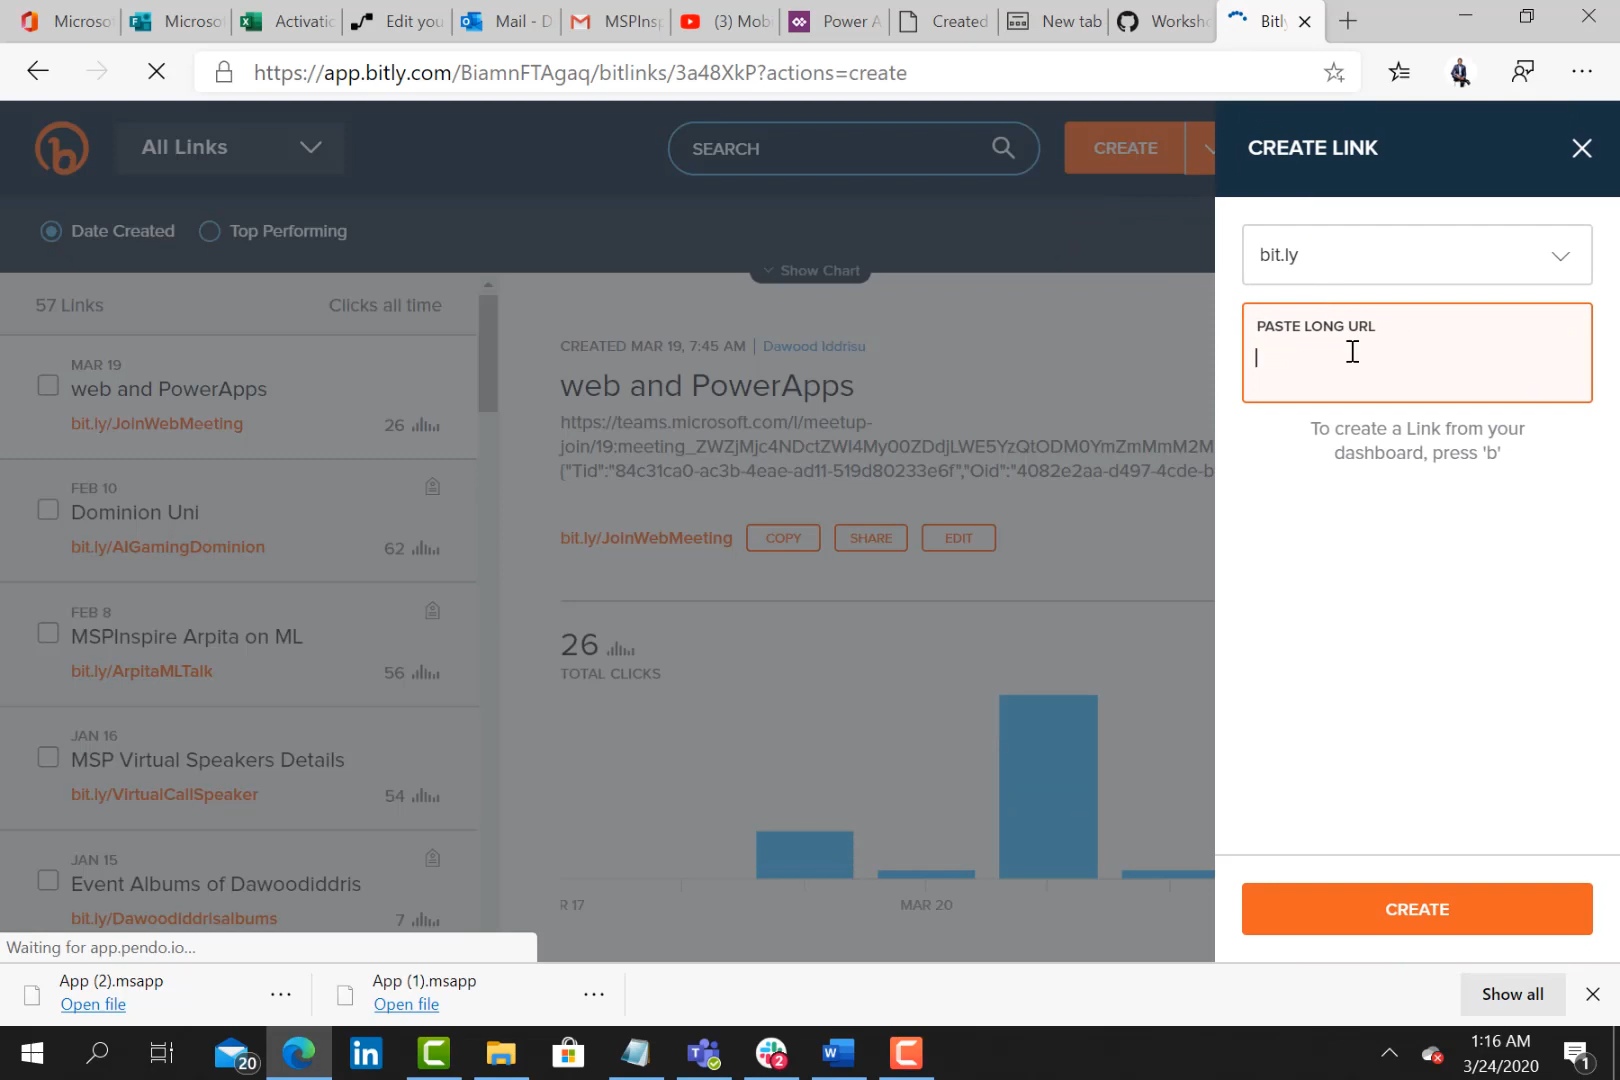 Microso
Microso
Activatio
Edit you
Mail - D
MSPInsp
(3) Mob
Power A
Created
New tab
Worksho
Bitly
https://app.bitly.com/BiamnFTAgaq/bitlinks/3a48XkP?actions=create
All Links
SEARCH
CREATE
CREATE LINK
Date Created
Top Performing
Show Chart
bit.ly
PASTE LONG URL
To create a Link from your
dashboard, press 'b'
CREATE
57 Links
Clicks all time
MAR 19
web and PowerApps
bit.ly/JoinWebMeeting
26
FEB 10
Dominion Uni
bit.ly/AIGamingDominion
62
FEB 8
MSPInspire Arpita on ML
bit.ly/ArpitaMLTalk
56
JAN 16
MSP Virtual Speakers Details
bit.ly/VirtualCallSpeaker
54
JAN 15
Event Albums of Dawoodiddris
bit.ly/Dawoodiddrisalbums
7
CREATED MAR 19, 7:45 AM | Dawood Iddrisu
web and PowerApps
https://teams.microsoft.com/l/meetup-
join/19:meeting_ZWZjMjc4NDctZWI4My00ZDdjLWE5YzQtODM0YmZmMmM2M
{"Tid":"84c31ca0-ac3b-4eae-ad11-519d80233e6f","Oid":"4082e2aa-d497-4cde-b
bit.ly/JoinWebMeeting
COPY
SHARE
EDIT
26
TOTAL CLICKS
R 17
MAR 20
Waiting for app.pendo.io...
App (2).msapp
Open file
App (1).msapp
Open file
Show all
20
2
1:16 AM
3/24/2020
1